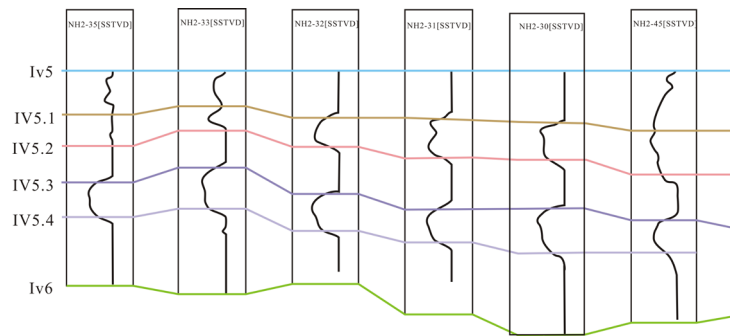 NH2-35[SSTVD] NH2-33[SSTVD] NH2-32[SSTVD] NH2-31[SSTVD] NH2-30[SSTVD] NH2-45[SSTVD]
Iv5
IV5.1
IV5.2
IV5.3
IV5.4
Iv6